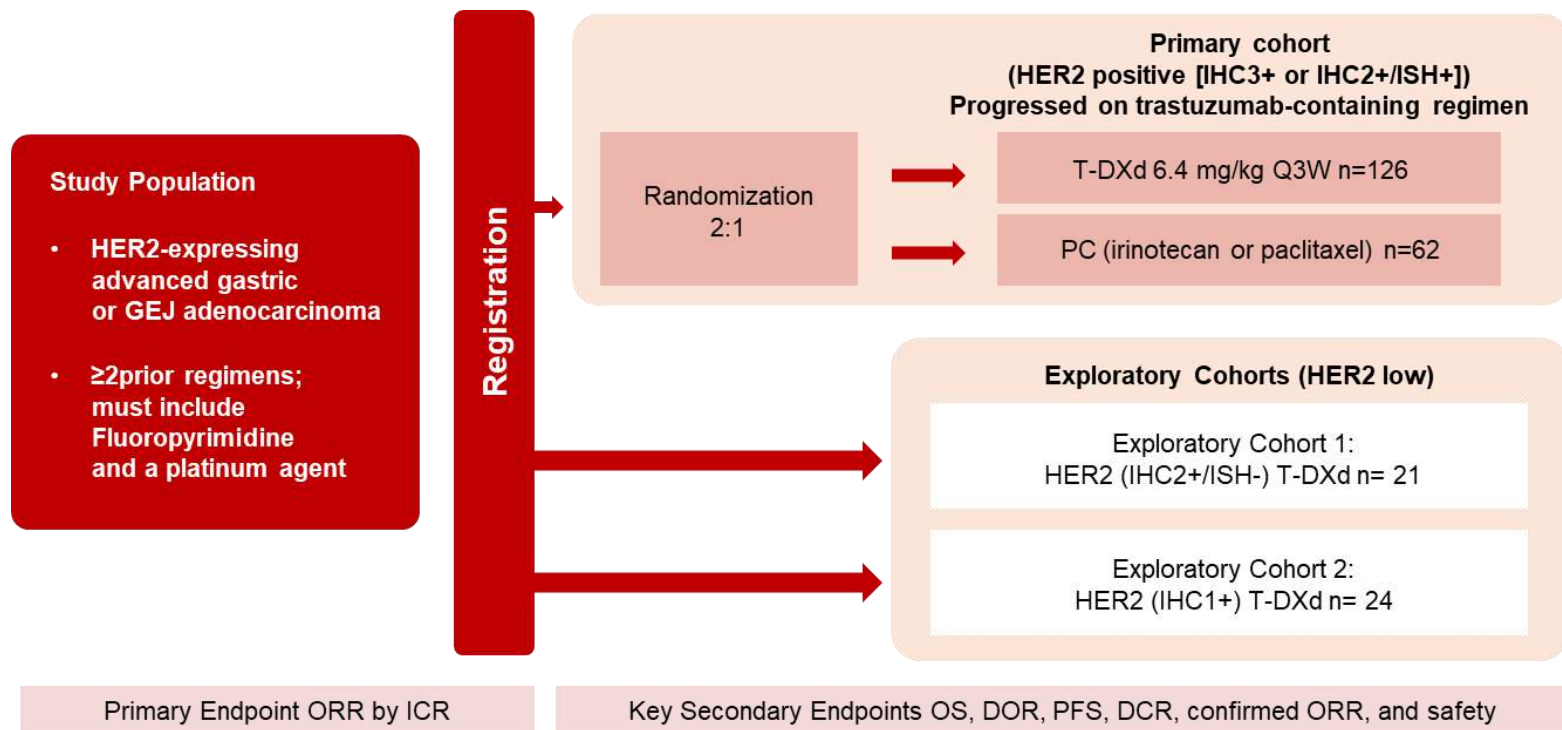 Study Population
• HER2-expressing
advanced gastric
or GEJ adenocarcinoma
• ≥2prior regimens;
must include
Fluoropyrimidine
and a platinum agent
Registration
Primary cohort
(HER2 positive [IHC3+ or IHC2+/ISH+])
Progressed on trastuzumab-containing regimen
Randomization
2:1
T-DXd 6.4 mg/kg Q3W n=126
PC (irinotecan or paclitaxel) n=62
Exploratory Cohorts (HER2 low)
Exploratory Cohort 1:
HER2 (IHC2+/ISH-) T-DXd n= 21
Exploratory Cohort 2:
HER2 (IHC1+) T-DXd n= 24
Primary Endpoint ORR by ICR
Key Secondary Endpoints OS, DOR, PFS, DCR, confirmed ORR, and safety